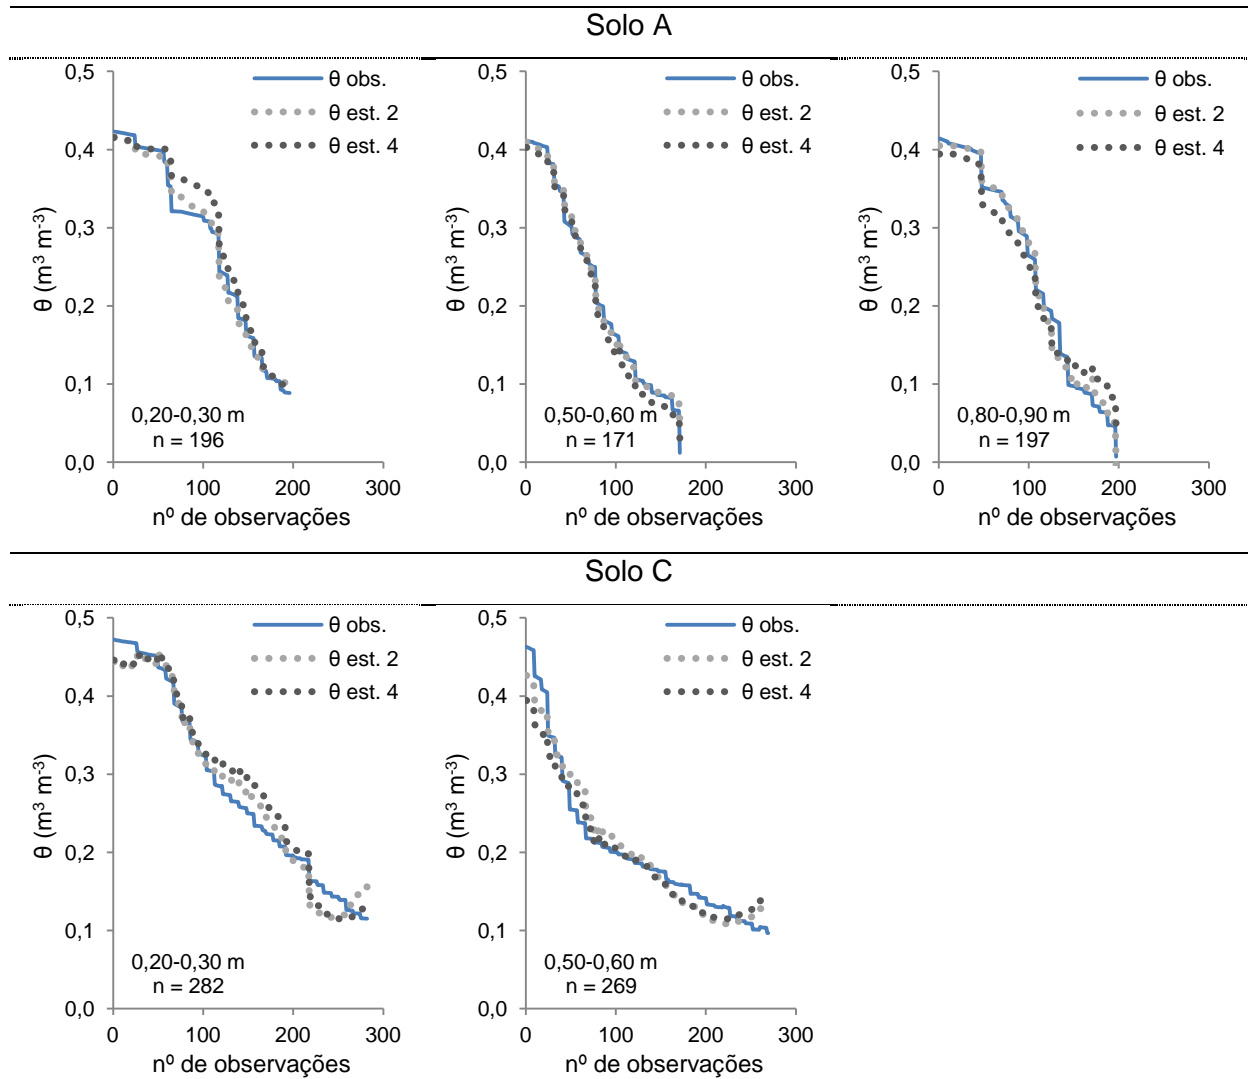 Solo A
0,5
0,4
0,3
0,2
0,1
0,0
θ (m³ m⁻³)
θ obs.
θ est. 2
θ est. 4
0,20-0,30 m
n = 196
0 100 200 300
nº de observações
0,5
0,4
0,3
0,2
0,1
0,0
θ (m³ m⁻³)
θ obs.
θ est. 2
θ est. 4
0,50-0,60 m
n = 171
0 100 200 300
nº de observações
0,5
0,4
0,3
0,2
0,1
0,0
θ (m³ m⁻³)
θ obs.
θ est. 2
θ est. 4
0,80-0,90 m
n = 197
0 100 200 300
nº de observações
Solo C
0,5
0,4
0,3
0,2
0,1
0,0
θ (m³ m⁻³)
θ obs.
θ est. 2
θ est. 4
0,20-0,30 m
n = 282
0 100 200 300
nº de observações
0,5
0,4
0,3
0,2
0,1
0,0
θ (m³ m⁻³)
θ obs.
θ est. 2
θ est. 4
0,50-0,60 m
n = 269
0 100 200 300
nº de observações